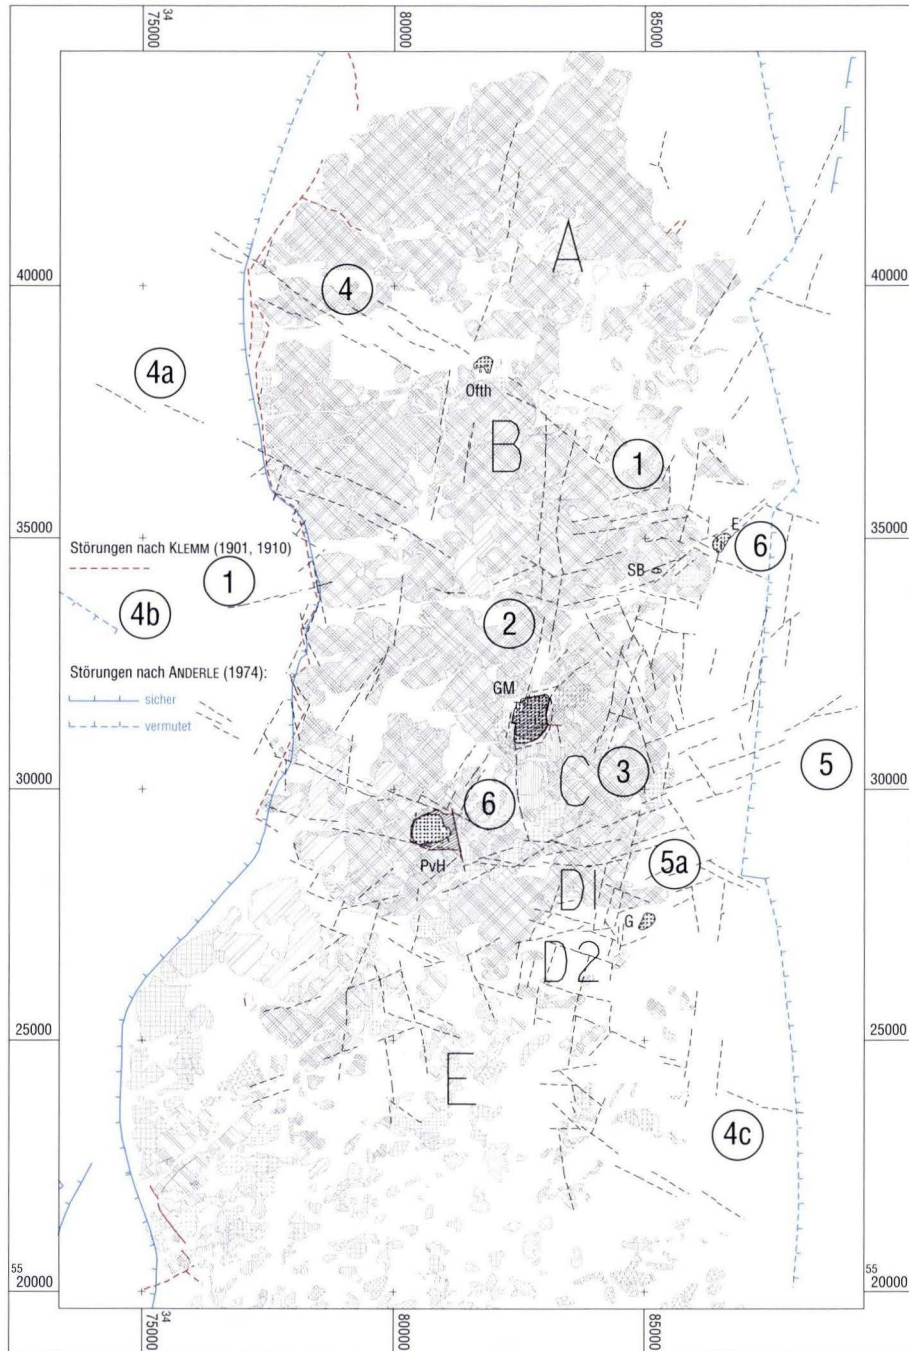 34
75000
80000
85000
A
40000
40000
4
4a
Ofth
B
1
35000
35000
E
6
Störungen nach KLEMM (1901, 1910)
SB
1
4b
2
Störungen nach ANDERLE (1974):
GM
sicher
vermutet
30000
30000
C
3
5
6
PvH
5a
D1
G
D2
25000
25000
E
4c
55
20000
55
20000
34
75000
80000
85000